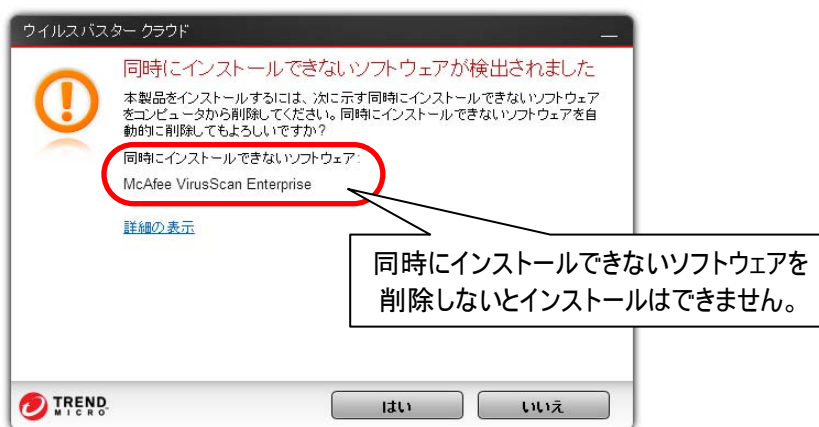 ウイルスバスター クラウド
同時にインストールできないソフトウェアが検出されました
本製品をインストールするには、次に示す同時にインストールできないソフトウェア
をコンピュータから削除してください。同時にインストールできないソフトウェアを自
動的に削除してもよろしいですか?
同時にインストールできないソフトウェア:
McAfee VirusScan Enterprise
詳細の表示
同時にインストールできないソフトウェアを
削除しないとインストールはできません。
TREND
MICRO
はい
いいえ